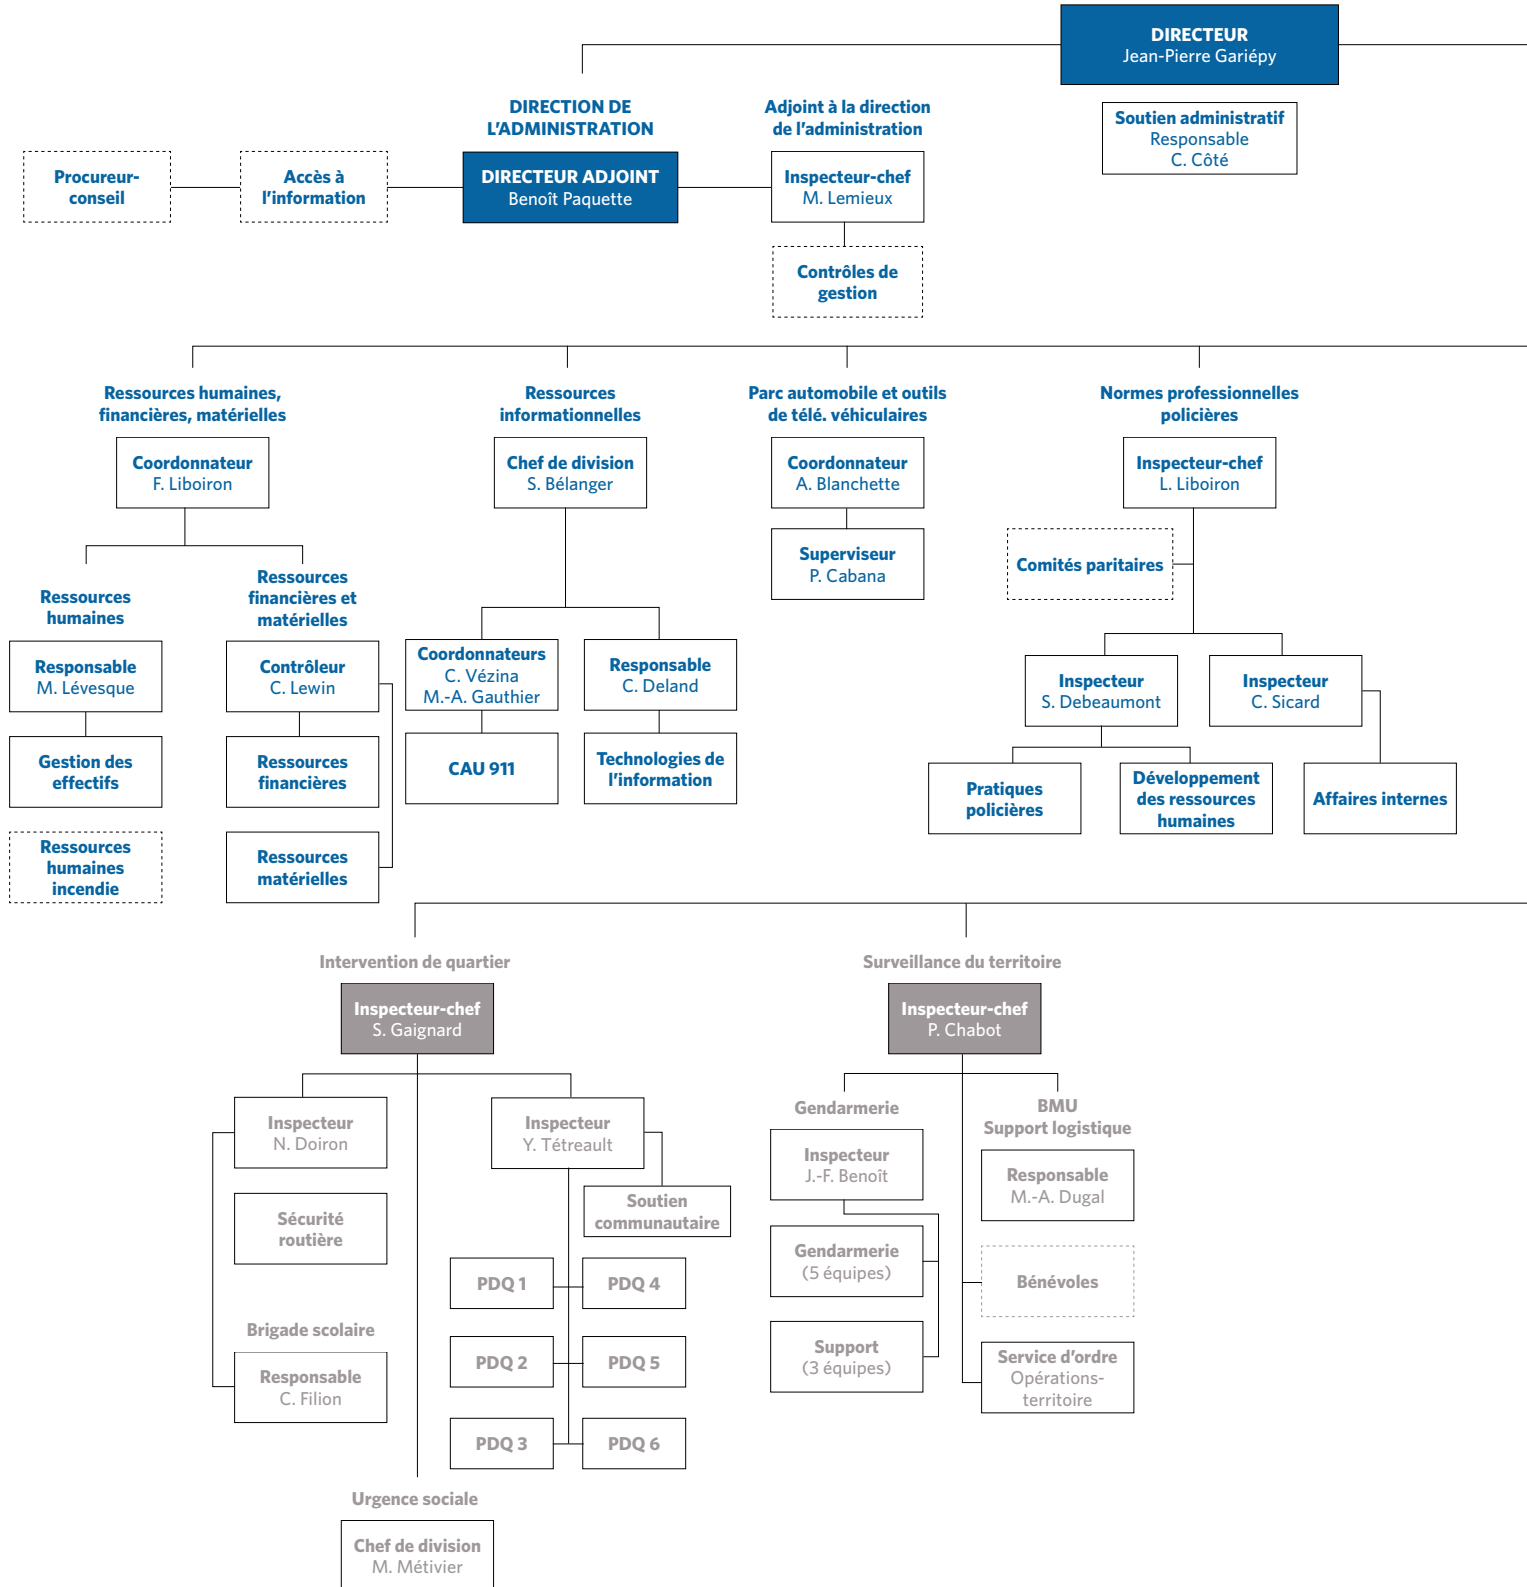 DIRECTEUR
Jean-Pierre Gariépy
Soutien administratif
Responsable
C. Côté
DIRECTION DE
L'ADMINISTRATION
DIRECTEUR ADJOINT
Benoît Paquette
Adjoint à la direction
de l'administration
Inspecteur-chef
M. Lemieux
Contrôles de
gestion
Procureur-
conseil
Accès à
l'information
Ressources humaines,
financières, matérielles
Coordonnateur
F. Liboiron
Ressources
humaines
Responsable
M. Lévesque
Gestion des
effectifs
Ressources
humaines
incendie
Ressources
financières et
matérielles
Contrôleur
C. Lewin
Ressources
financières
Ressources
matérielles
Ressources
informationnelles
Chef de division
S. Bélanger
Coordonnateurs
C. Vézina
M.-A. Gauthier
CAU 911
Responsable
C. Deland
Technologies de
l'information
Parc automobile et outils
de télé. véhiculaires
Coordonnateur
A. Blanchette
Superviseur
P. Cabana
Normes professionnelles
policières
Inspecteur-chef
L. Liboiron
Comités paritaires
Inspecteur
S. Debeaumont
Pratiques
policières
Développement
des ressources
humaines
Inspecteur
C. Sicard
Affaires internes
Intervention de quartier
Inspecteur-chef
S. Gaignard
Inspecteur
N. Doiron
Sécurité
routière
Brigade scolaire
Responsable
C. Filion
Inspecteur
Y. Tétreault
Soutien
communautaire
PDQ 1
PDQ 4
PDQ 2
PDQ 5
PDQ 3
PDQ 6
Urgence sociale
Chef de division
M. Métivier
Surveillance du territoire
Inspecteur-chef
P. Chabot
Gendarmerie
Inspecteur
J.-F. Benoît
Gendarmerie
(5 équipes)
Support
(3 équipes)
BMU
Support logistique
Responsable
M.-A. Dugal
Bénévoles
Service d'ordre
Opérations-
territoire